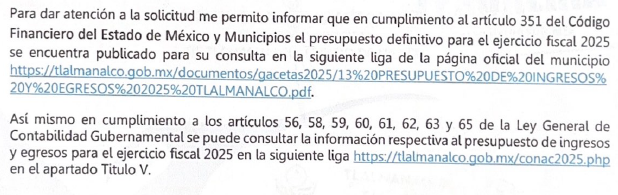 Para dar atención a la solicitud me permito informar que en cumplimiento al artículo 351 del Código
Financiero del Estado de México y Municipios el presupuesto definitivo para el ejercicio fiscal 2025
se encuentra publicado para su consulta en la siguiente liga de la página oficial del municipio
https://tlalmanalco.gob.mx/documentos/gacetas2025/13%20PRESUPUESTO%20DE%20INGRESOS%
20Y%20EGRESOS%202025%20TLALMANALCO.pdf.
Así mismo en cumplimiento a los artículos 56, 58, 59, 60, 61, 62, 63 y 65 de la Ley General de
Contabilidad Gubernamental se puede consultar la información respectiva al presupuesto de ingresos
y egresos para el ejercicio fiscal 2025 en la siguiente liga https://tlalmanalco.gob.mx/conac2025.php
en el apartado Titulo V.